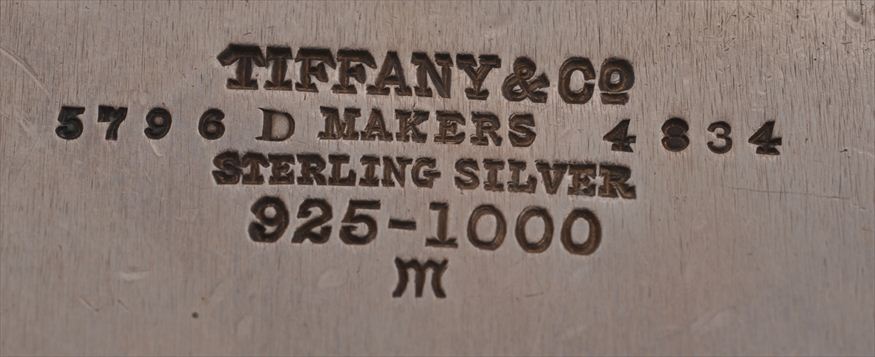 TIFFANY & Cº
5796 D MAKERS 4834
STERLING SILVER
925-1000
m